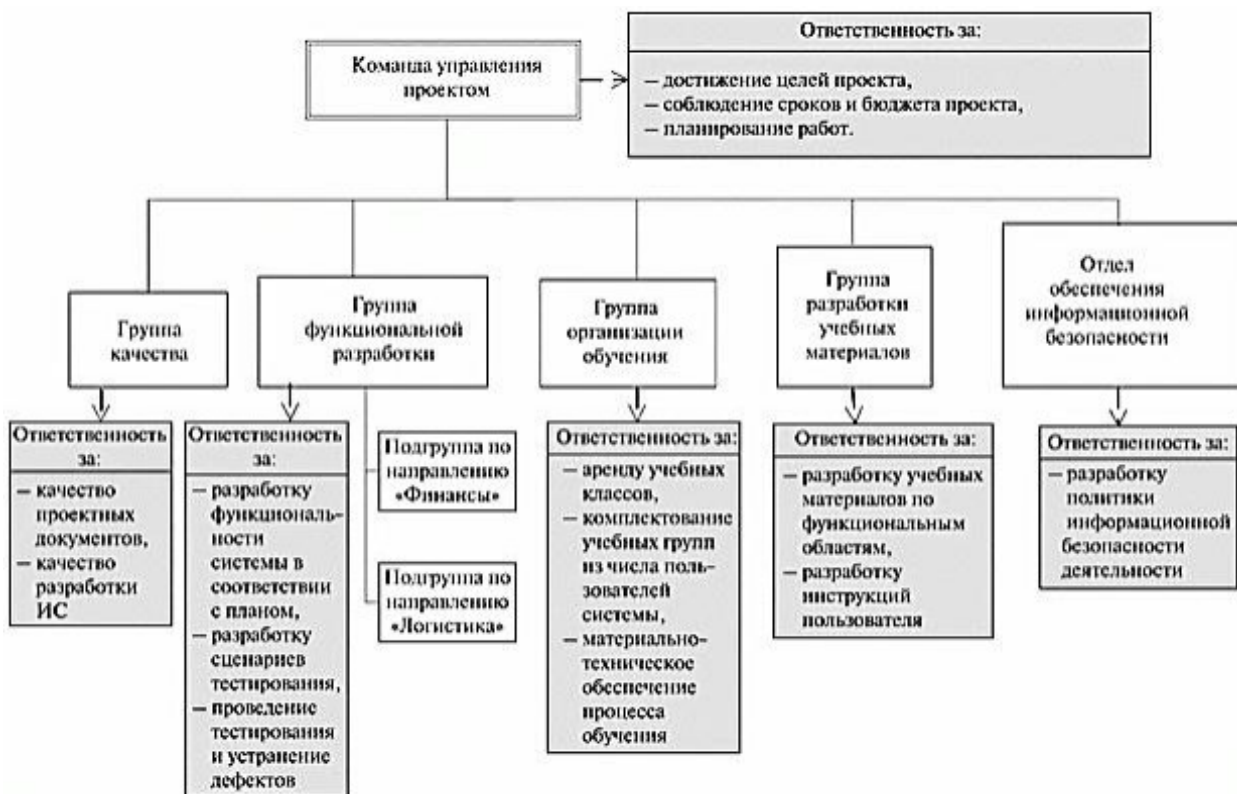 Команда управления
проектом
Ответственность за:
— достижение целей проекта,
— соблюдение сроков и бюджета проекта,
— планирование работ.
Группа
качества
Группа
функциональной
разработки
Группа
организации
обучения
Группа
разработки
учебных
материалов
Отдел
обеспечения
информационной
безопасности
Ответственность
за:
— качество
проектных
документов,
— качество
разработки
ИС
Ответственность
за:
— разработку
функциональ-
ности
системы в
соответствии
с планом,
— разработку
сценариев
тестирования,
— проведение
тестирования
и устранение
дефектов
Подгруппа по
направлению
«Финансы»
Подгруппа по
направлению
«Логистика»
Ответственность за:
— аренду учебных
классов,
— комплектование
учебных групп
из числа поль-
зователей
системы,
— материально-
техническое
обеспечение
процесса
обучения
Ответственность за:
— разработку учебных
материалов по
функциональным
областям,
— разработку
инструкций
пользователя
Ответственность за:
— разработку
политики
информационной
безопасности
деятельности